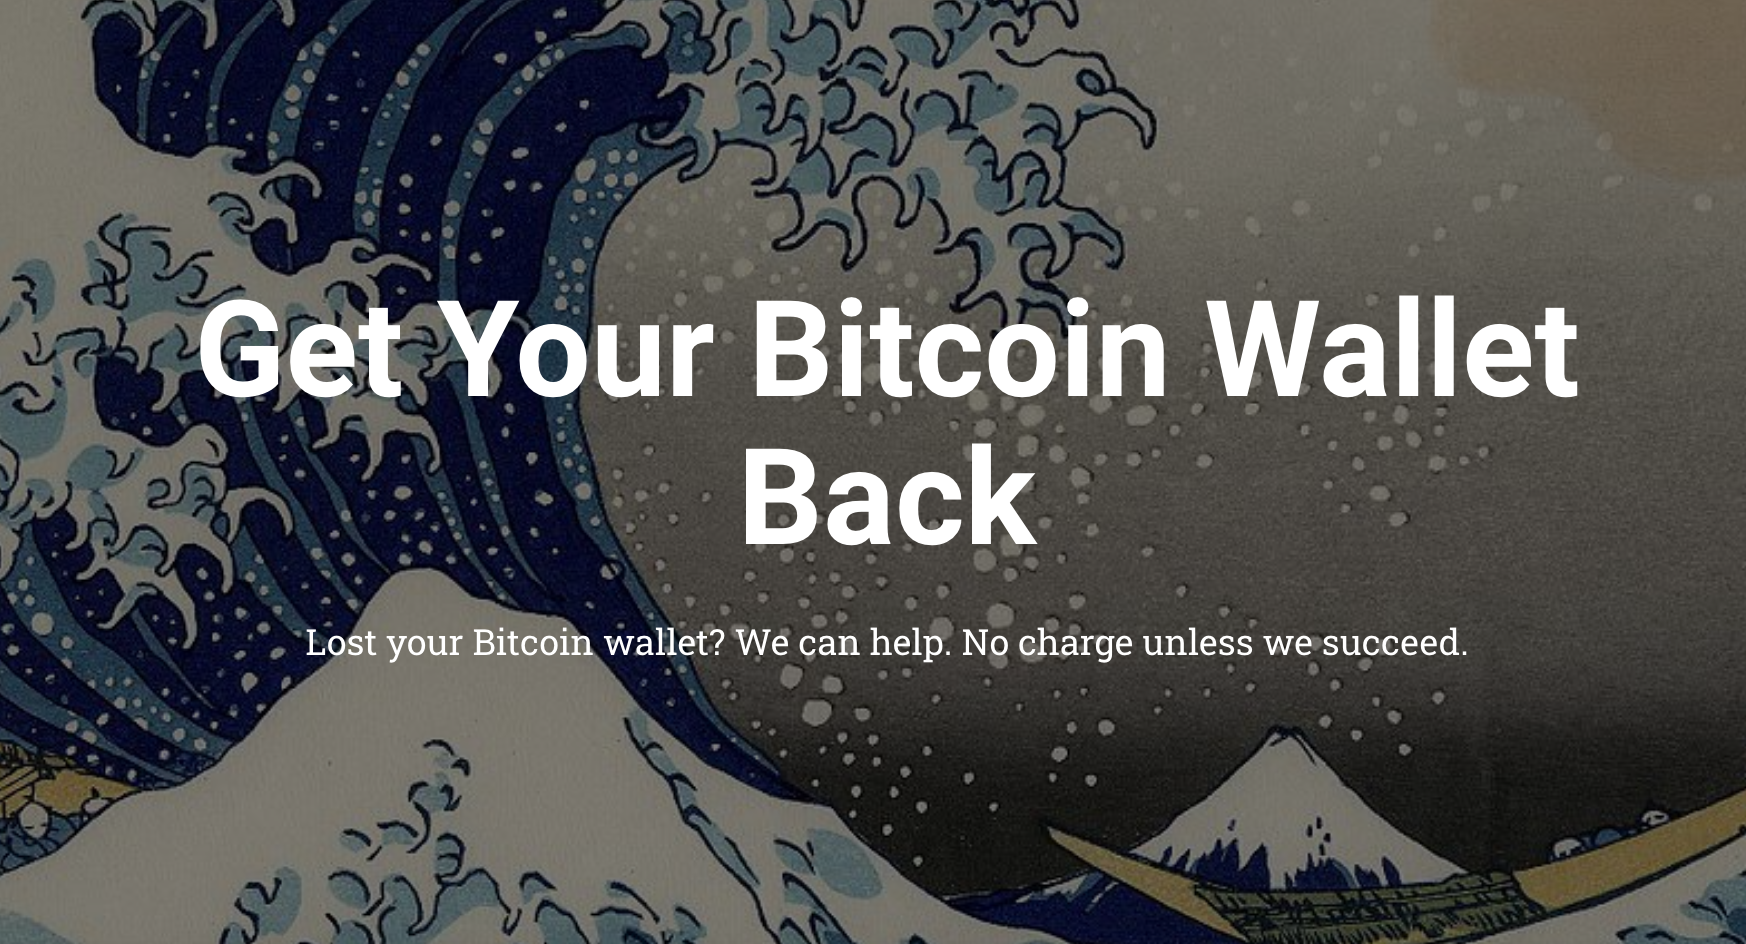 Get Your Bitcoin Wallet
Back
Lost your Bitcoin wallet? We can help. No charge unless we succeed.